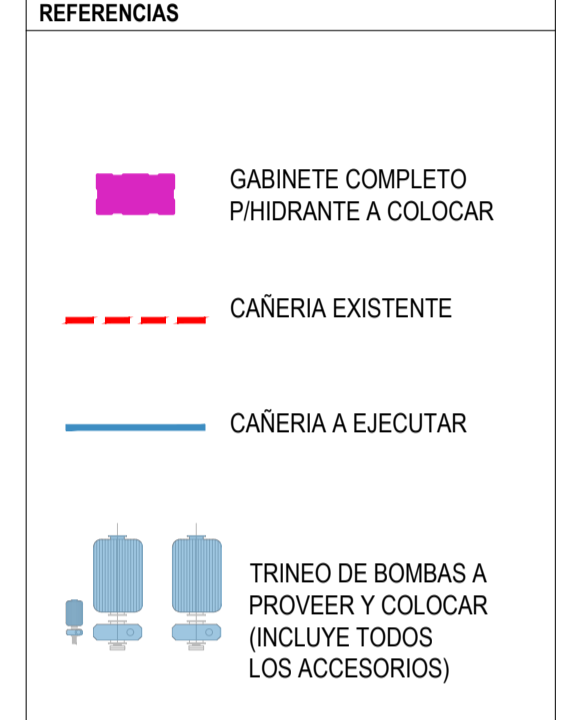 REFERENCIAS
GABINETE COMPLETO
P/HIDRANTE A COLOCAR
CAÑERIA EXISTENTE
CAÑERIA A EJECUTAR
TRINEO DE BOMBAS A
PROVEER Y COLOCAR
(INCLUYE TODOS
LOS ACCESORIOS)